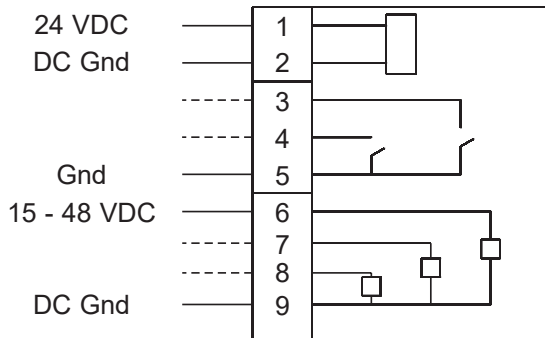 24 VDC 1
DC Gnd 2
3
4
Gnd 5
15 - 48 VDC 6
7
8
DC Gnd 9